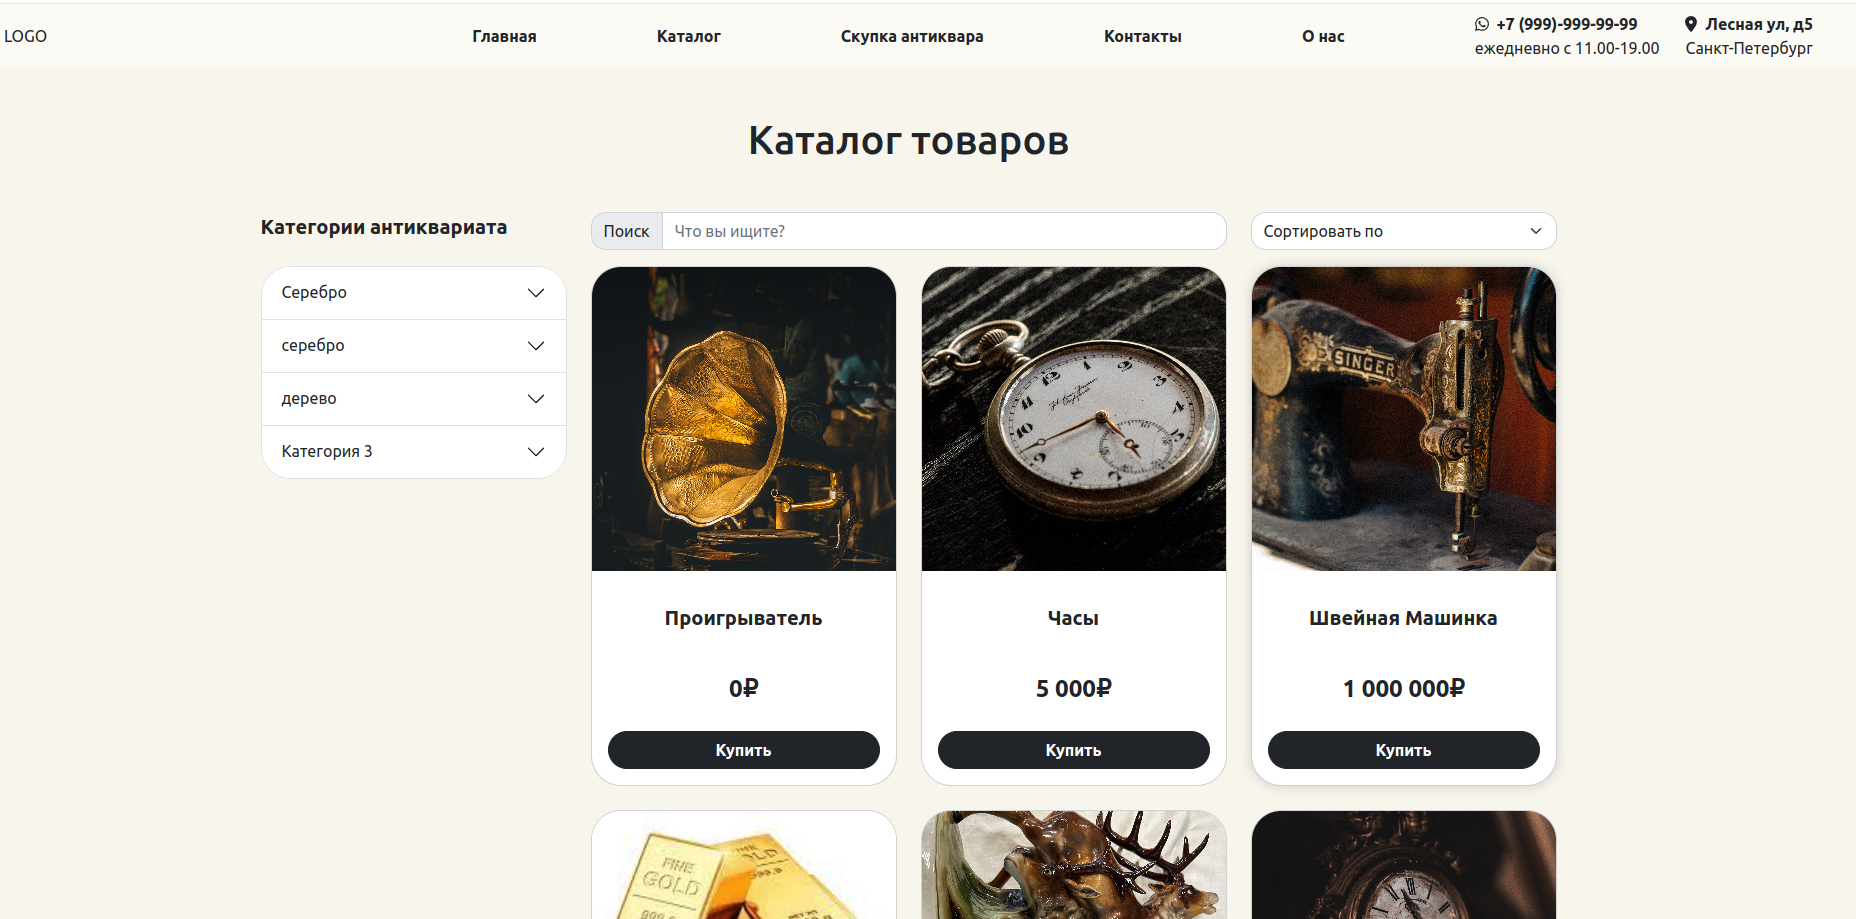 LOGO
Главная
Каталог
Скупка антиквара
Контакты
О нас
+7 (999)-999-99-99
ежедневно с 11.00-19.00
Лесная ул, д5
Санкт-Петербург
Каталог товаров
Категории антиквариата
Поиск
Что вы ищите?
Сортировать по
Серебро
серебро
дерево
Категория 3
SINGER
Проигрыватель
Часы
Швейная Машинка
0₽
5 000₽
1 000 000₽
Купить
Купить
Купить
FINE
GOLD